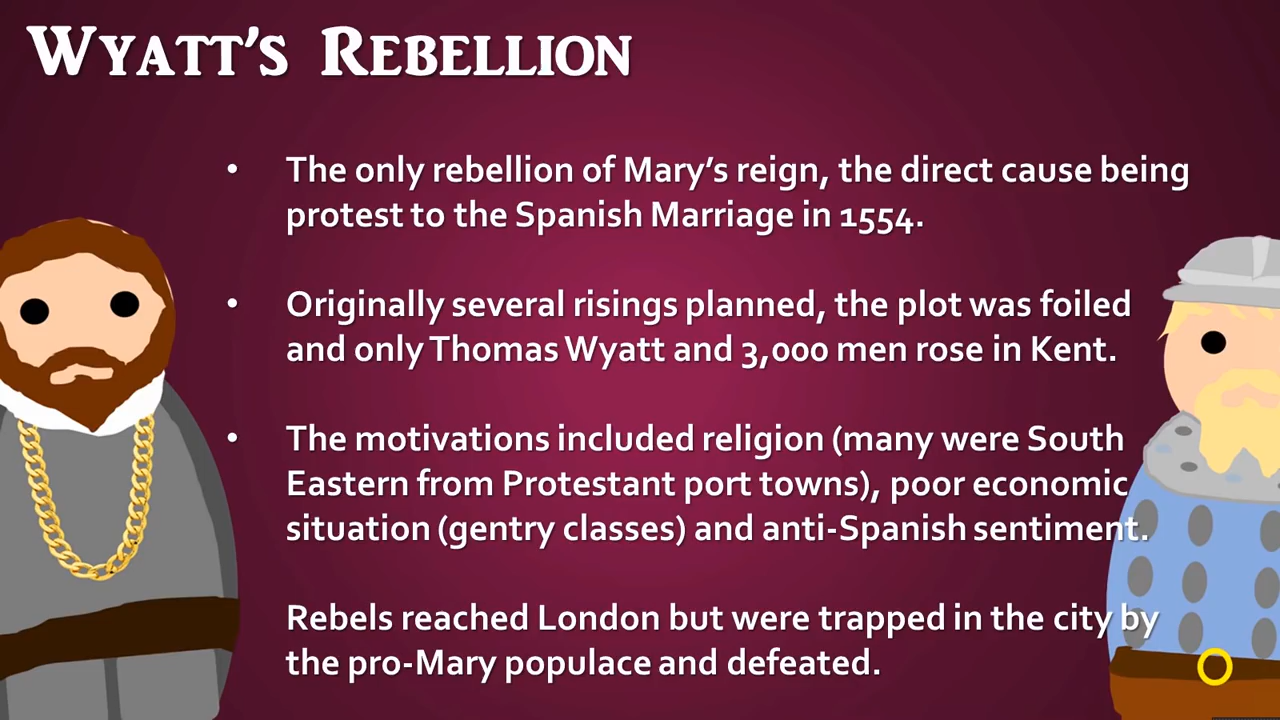 Wyatt's Rebellion
• The only rebellion of Mary's reign, the direct cause being
protest to the Spanish Marriage in 1554.
• Originally several risings planned, the plot was foiled
and only Thomas Wyatt and 3,000 men rose in Kent.
• The motivations included religion (many were South
Eastern from Protestant port towns), poor economic
situation (gentry classes) and anti-Spanish sentiment.
Rebels reached London but were trapped in the city by
the pro-Mary populace and defeated.